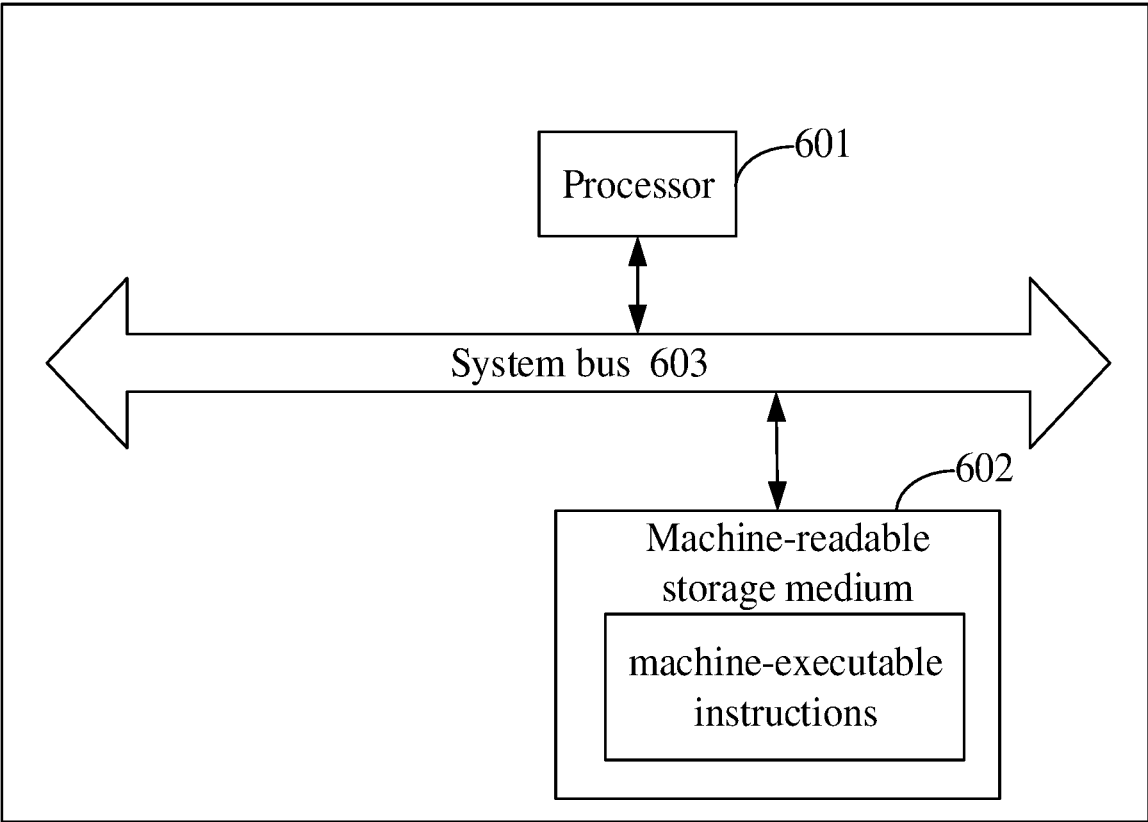 601
Processor
System bus 603
602
Machine-readable
storage medium
machine-executable
instructions